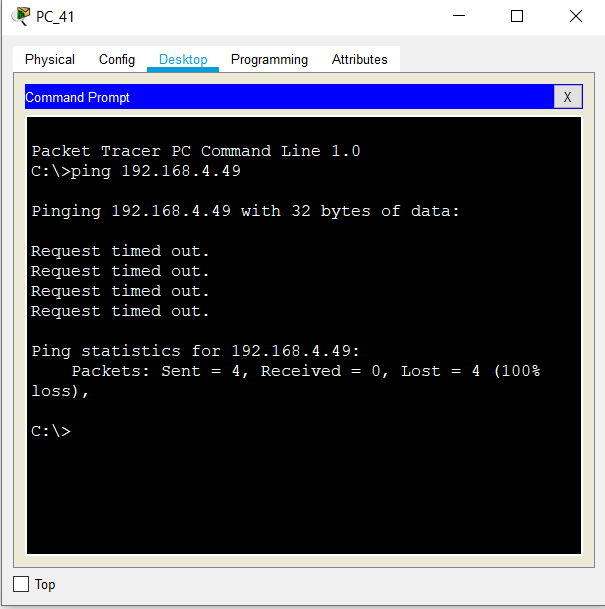 PC_41
Physical Config Desktop Programming Attributes
Command Prompt X
Packet Tracer PC Command Line 1.0
C:\>ping 192.168.4.49
Pinging 192.168.4.49 with 32 bytes of data:
Request timed out.
Request timed out.
Request timed out.
Request timed out.
Ping statistics for 192.168.4.49:
    Packets: Sent = 4, Received = 0, Lost = 4 (100%
loss),
C:\>
Top